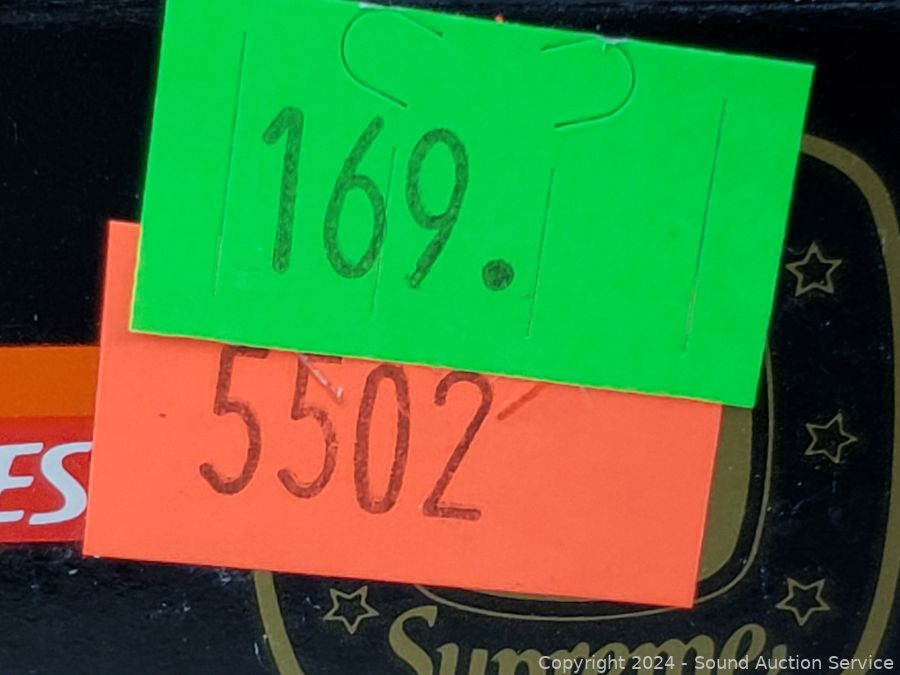 169.
5502
ES
Supreme
Copyright 2024 - Sound Auction Service